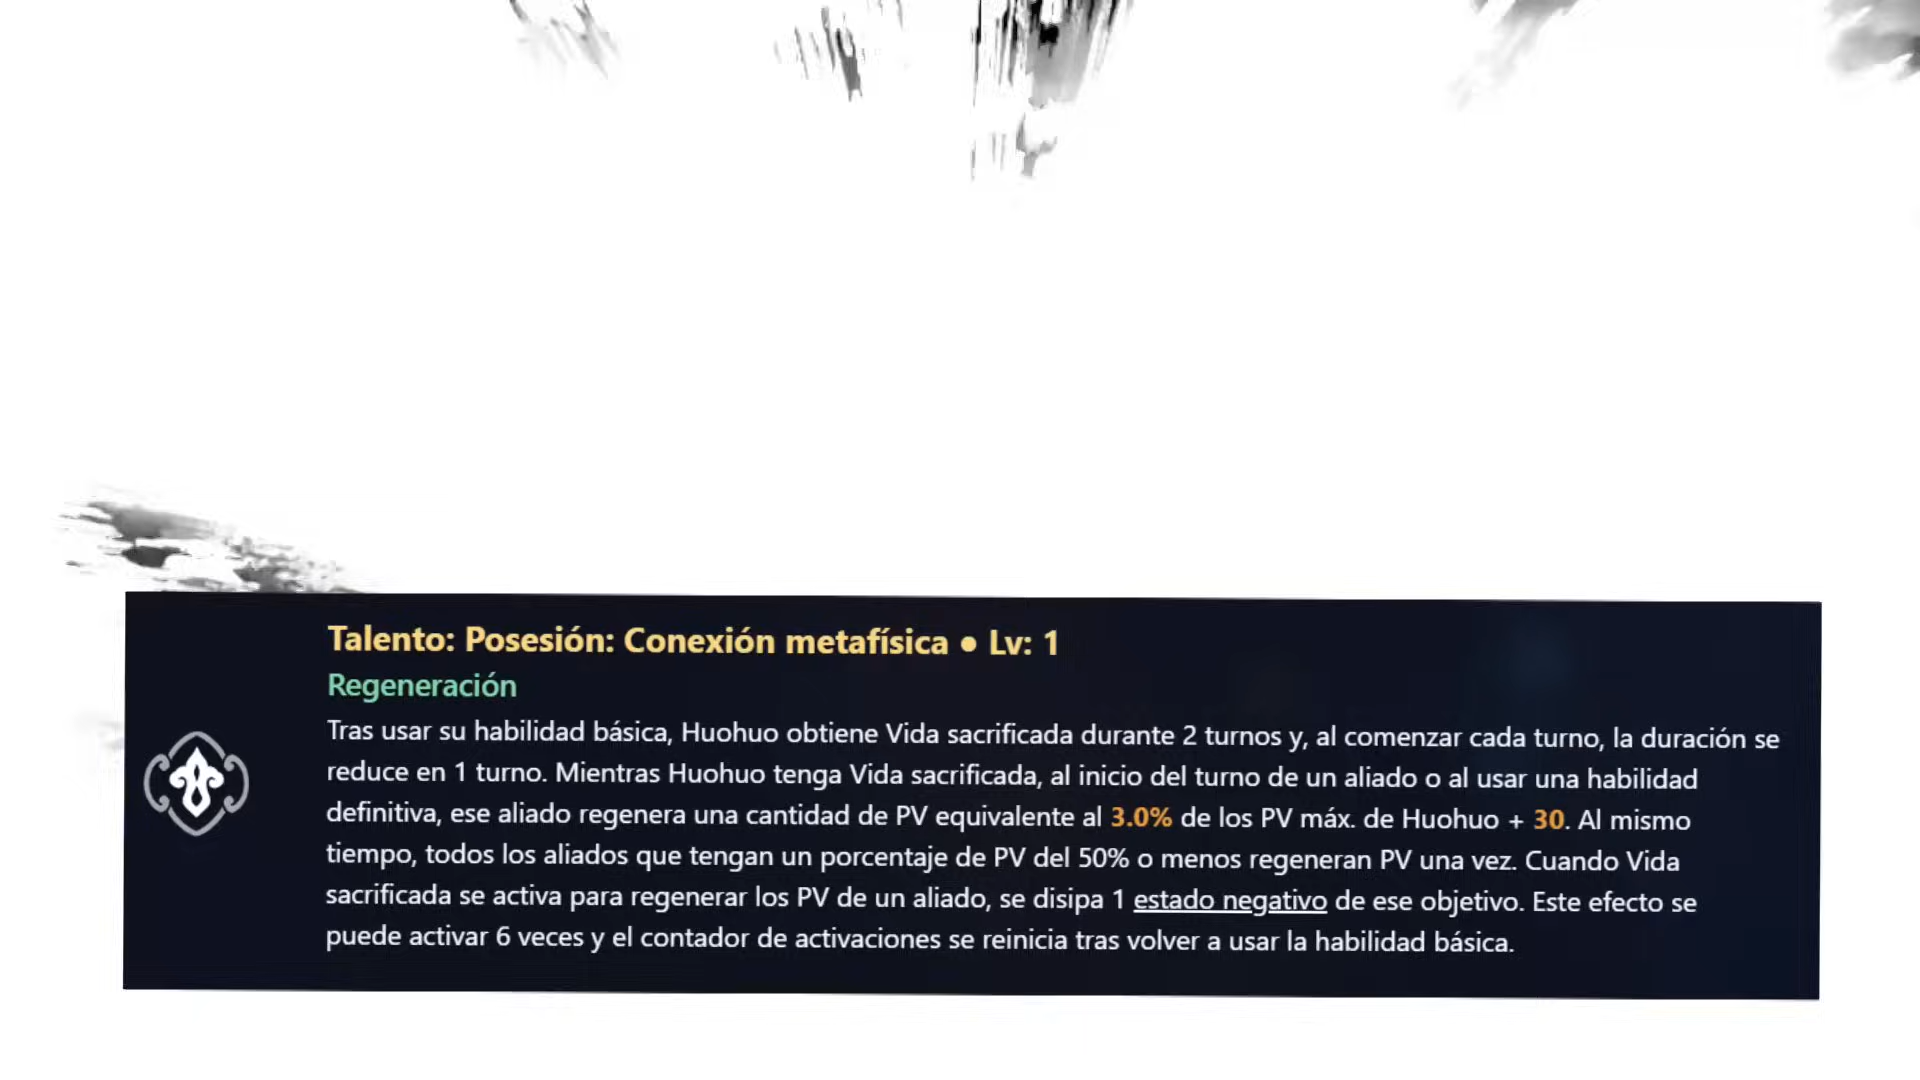 Talento: Posesión: Conexión metafísica • Lv: 1
Regeneración
Tras usar su habilidad básica, Huohuo obtiene Vida sacrificada durante 2 turnos y, al comenzar cada turno, la duración se
reduce en 1 turno. Mientras Huohuo tenga Vida sacrificada, al inicio del turno de un aliado o al usar una habilidad
definitiva, ese aliado regenera una cantidad de PV equivalente al 3.0% de los PV máx. de Huohuo + 30. Al mismo
tiempo, todos los aliados que tengan un porcentaje de PV del 50% o menos regeneran PV una vez. Cuando Vida
sacrificada se activa para regenerar los PV de un aliado, se disipa 1 estado negativo de ese objetivo. Este efecto se
puede activar 6 veces y el contador de activaciones se reinicia tras volver a usar la habilidad básica.